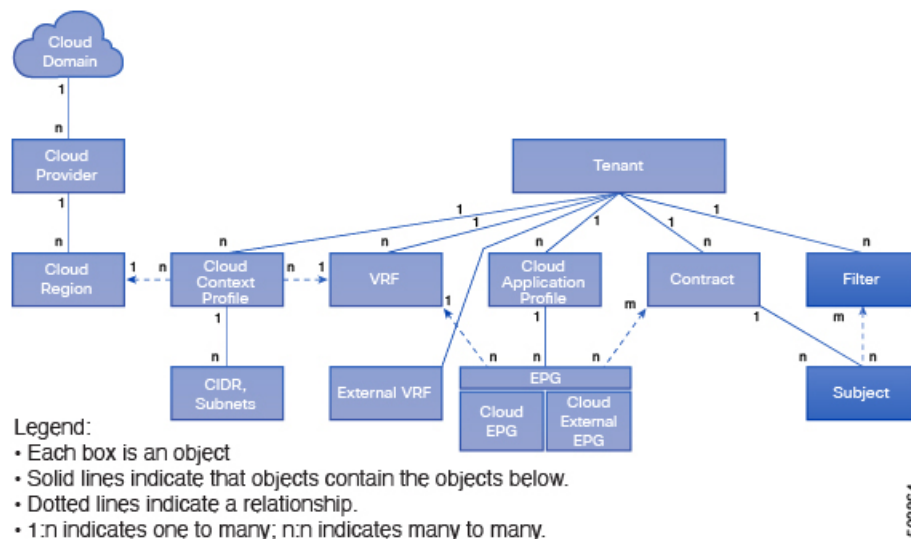 Cloud
Domain
1
n
Cloud
Provider
Tenant
1
1
1
1
1
1
n
n
n
n
n
n
Cloud
Region
1
n
Cloud
Context
Profile
n
1
VRF
Cloud
Application
Profile
Contract
Filter
1
1
1
m
1
m
n
n
n
n
n
n
CIDR,
Subnets
External VRF
EPG
Cloud
EPG
Cloud
External
EPG
Subject
Legend:
• Each box is an object
• Solid lines indicate that objects contain the objects below.
• Dotted lines indicate a relationship.
• 1:n indicates one to many; n:n indicates many to many.